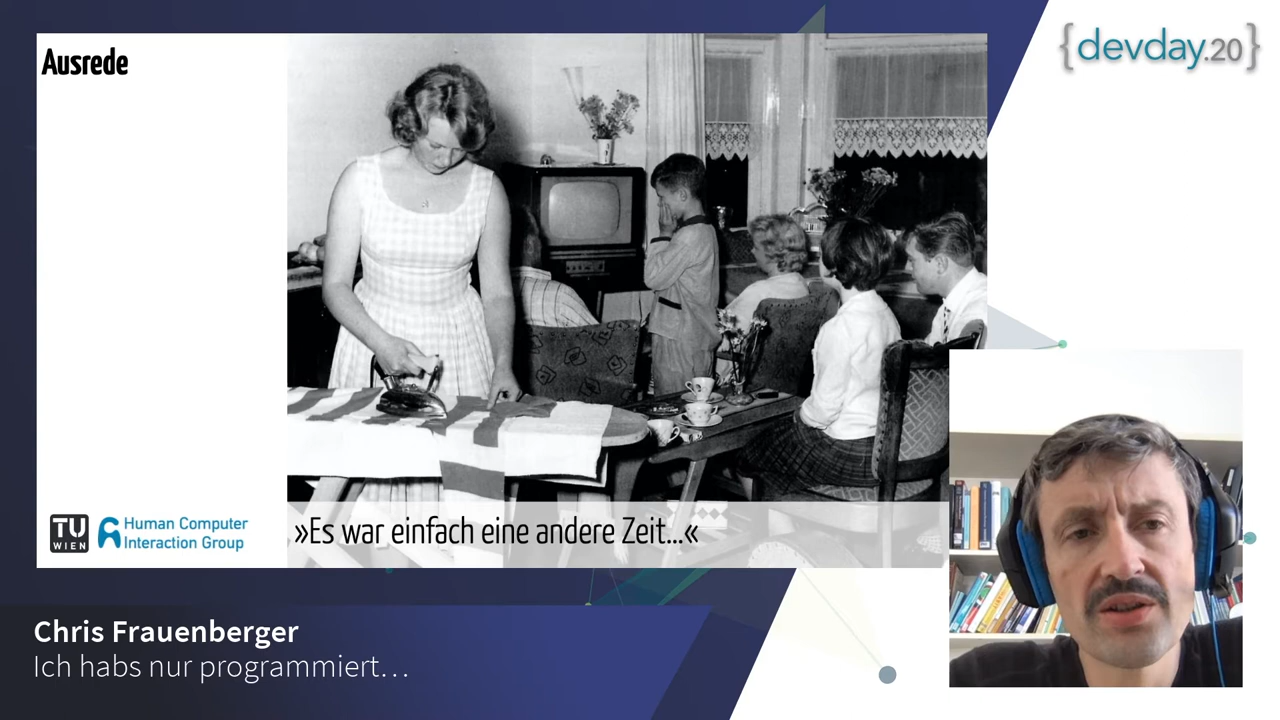 Ausrede
{devday.20}
TU
WIEN
Human Computer
Interaction Group
»Es war einfach eine andere Zeit...«
Chris Frauenberger
Ich habs nur programmiert...